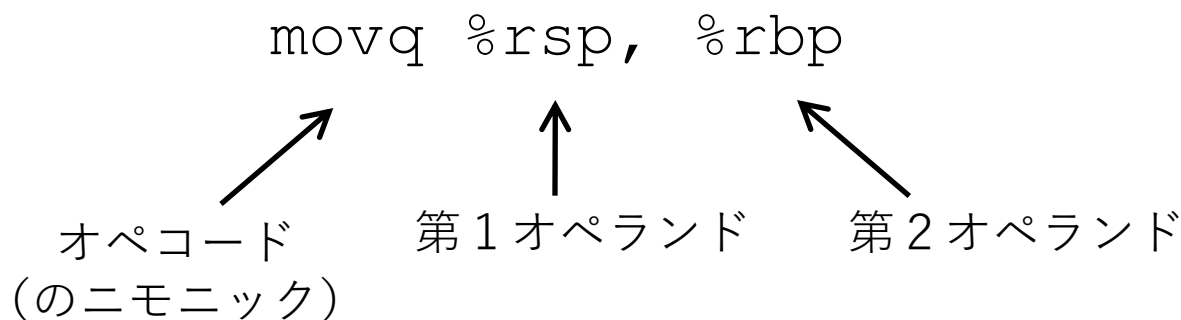 movq %rsp, %rbp
オペコード
(のニモニック)
第１オペランド
第２オペランド